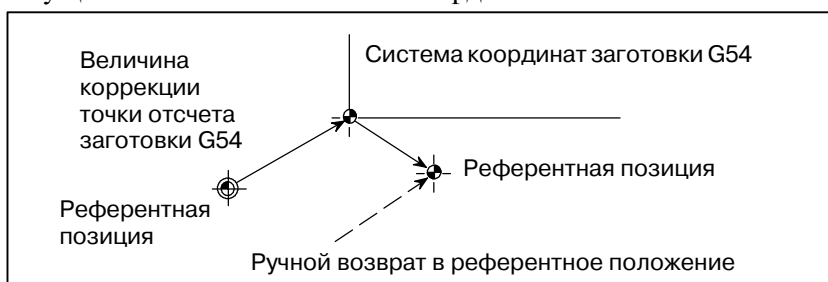 Величина
коррекции
точки отсчета
заготовки G54
Система координат заготовки G54
Референтная позиция
Референтная
позиция
Ручной возврат в референтное положение